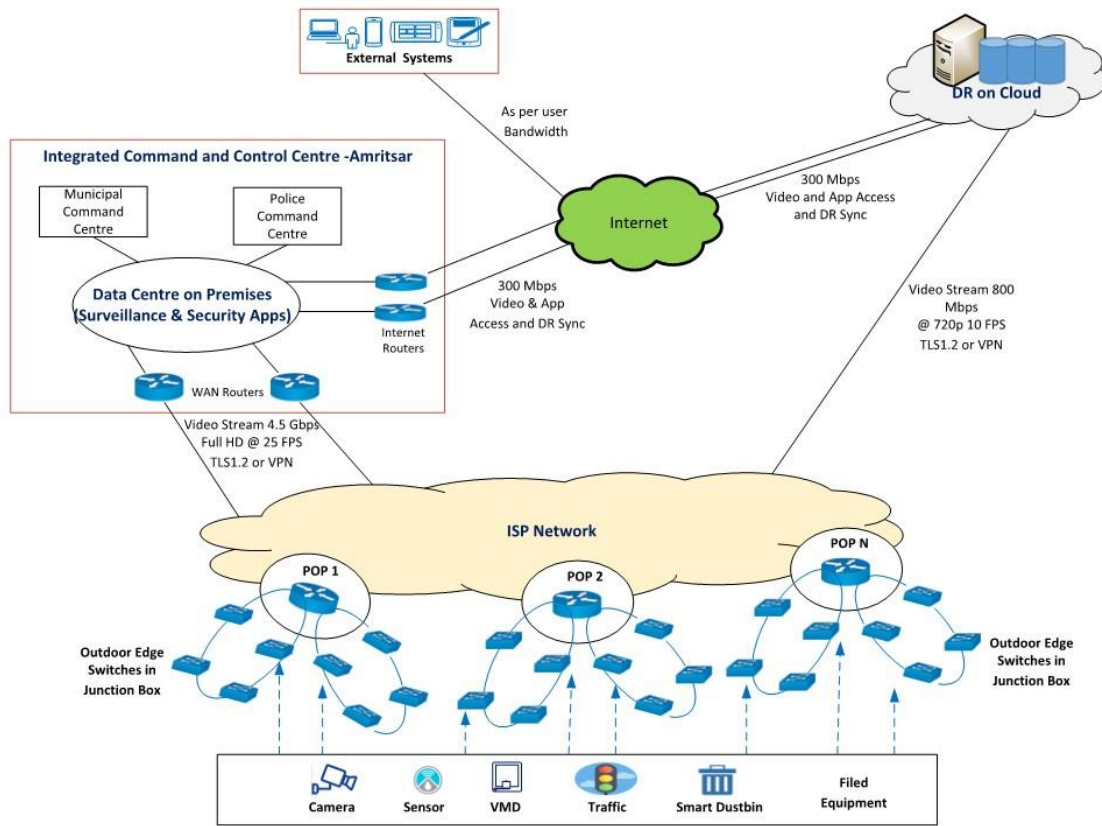 External Systems
DR on Cloud
As per user
Bandwidth
Integrated Command and Control Centre -Amritsar
Municipal
Command
Centre
Police
Command
Centre
300 Mbps
Video and App Access
and DR Sync
Internet
Data Centre on Premises
(Surveillance & Security Apps)
300 Mbps
Video & App
Access and DR Sync
Internet
Routers
Video Stream 800
Mbps
@ 720p 10 FPS
TLS1.2 or VPN
WAN Routers
Video Stream 4.5 Gbps
Full HD @ 25 FPS
TLS1.2 or VPN
ISP Network
POP 1
POP 2
POP N
Outdoor Edge
Switches in
Junction Box
Outdoor Edge
Switches in
Junction Box
Camera
Sensor
VMD
Traffic
Smart Dustbin
Filed
Equipment